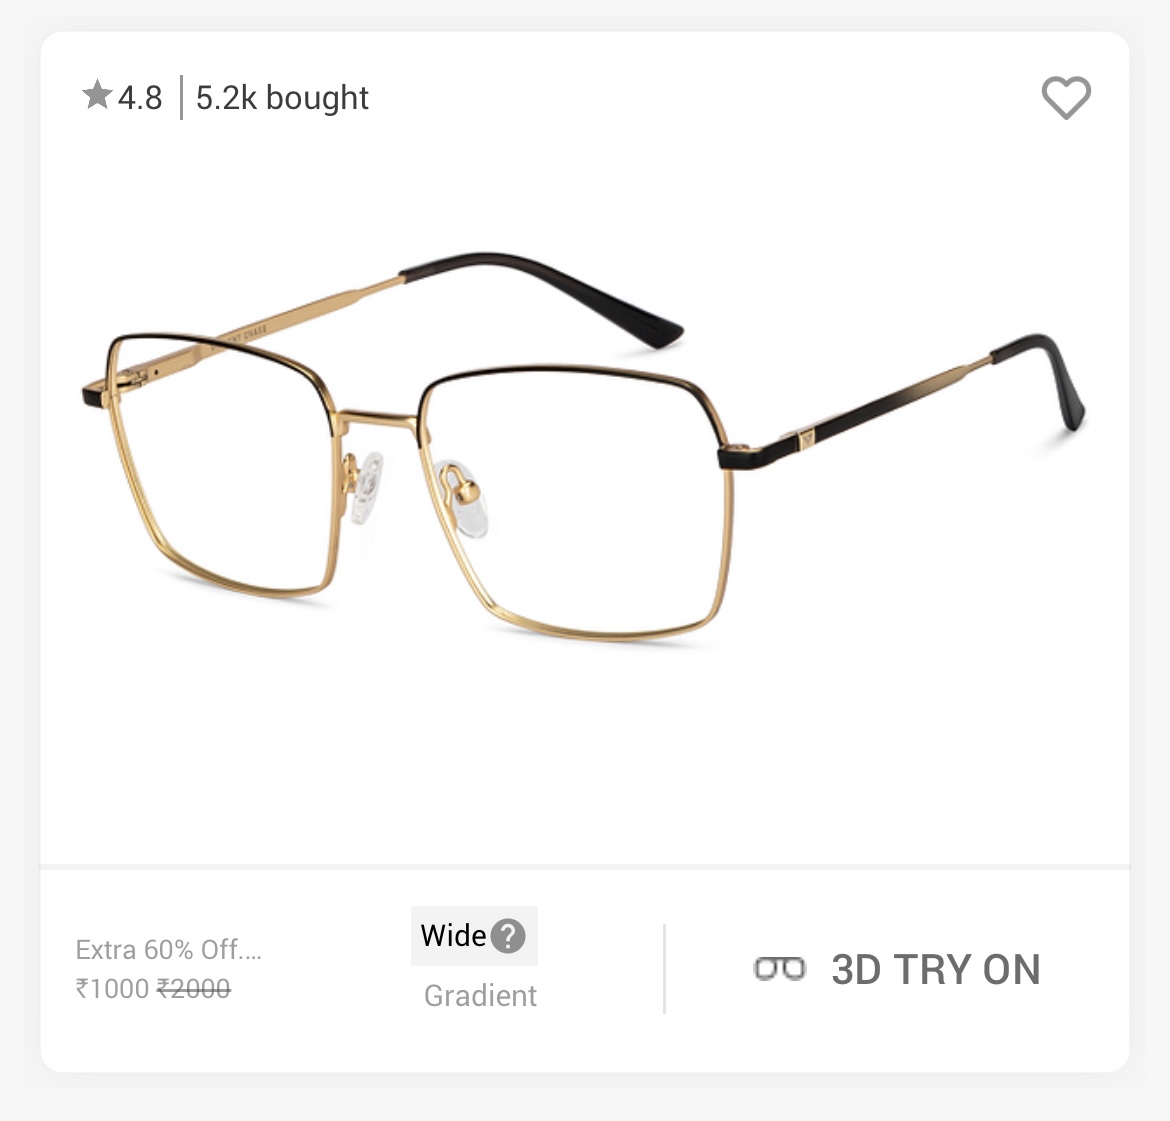 4.8 | 5.2k bought
Extra 60% Off....
₹1000 ₹2000
Wide ?
Gradient
3D TRY ON